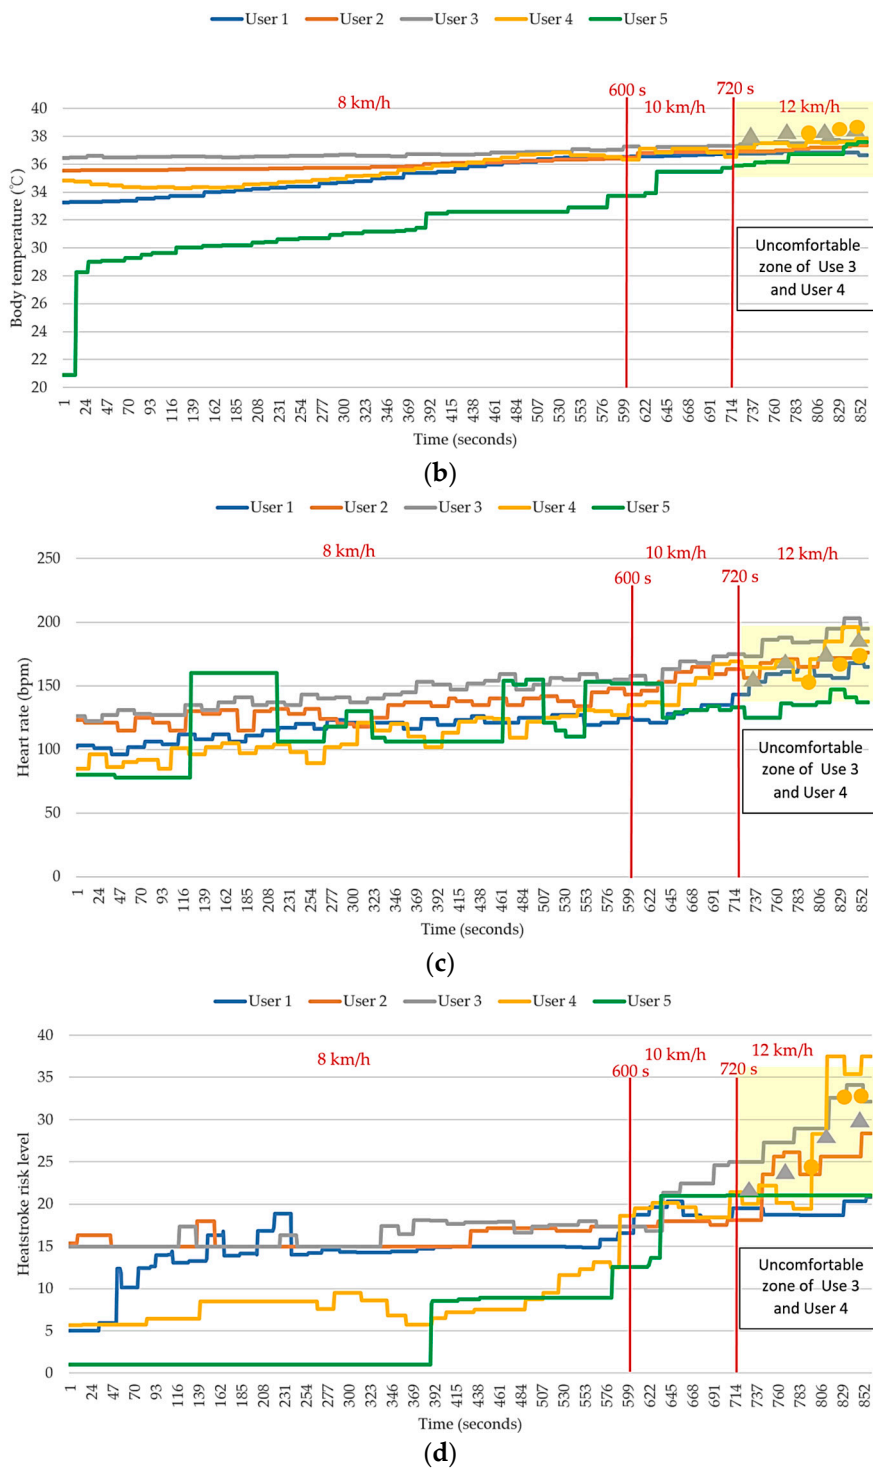 User 1 User 2 User 3 User 4 User 5
600 s 720 s
8 km/h 10 km/h 12 km/h
40
38
36
34
32
30
28
26
24
22
20
Body temperature (℃)
Uncomfortable
zone of Use 3
and User 4
1 24 47 70 93 116 139 162 185 208 231 254 277 300 323 346 369 392 415 438 461 484 507 530 553 576 599 622 645 668 691 714 737 760 783 806 829 852
Time (seconds)
(b)
User 1 User 2 User 3 User 4 User 5
8 km/h 10 km/h 12 km/h
600 s 720 s
250
200
150
100
50
0
Heart rate (bpm)
Uncomfortable
zone of Use 3
and User 4
1 24 47 70 93 116 139 162 185 208 231 254 277 300 323 346 369 392 415 438 461 484 507 530 553 576 599 622 645 668 691 714 737 760 783 806 829 852
Time (seconds)
(c)
User 1 User 2 User 3 User 4 User 5
8 km/h 10 km/h 12 km/h
600 s 720 s
40
35
30
25
20
15
10
5
0
Heatstroke risk level
Uncomfortable
zone of Use 3
and User 4
1 24 47 70 93 116 139 162 185 208 231 254 277 300 323 346 369 392 415 438 461 484 507 530 553 576 599 622 645 668 691 714 737 760 783 806 829 852
Time (seconds)
(d)